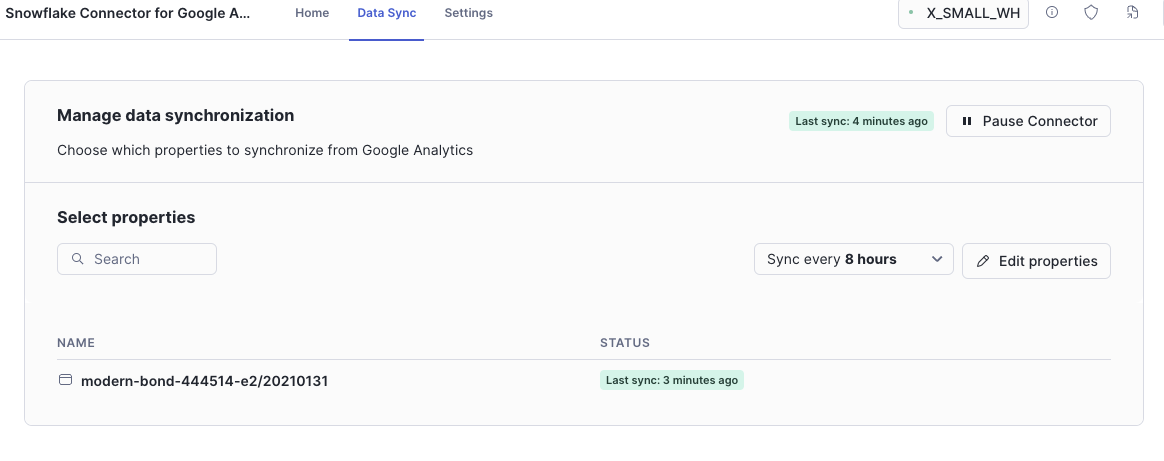 Snowflake Connector for Google A... Home Data Sync Settings X_SMALL_WH
Manage data synchronization
Last sync: 4 minutes ago Pause Connector
Choose which properties to synchronize from Google Analytics
Select properties
Search Sync every 8 hours Edit properties
NAME STATUS
modern-bond-444514-e2/20210131 Last sync: 3 minutes ago